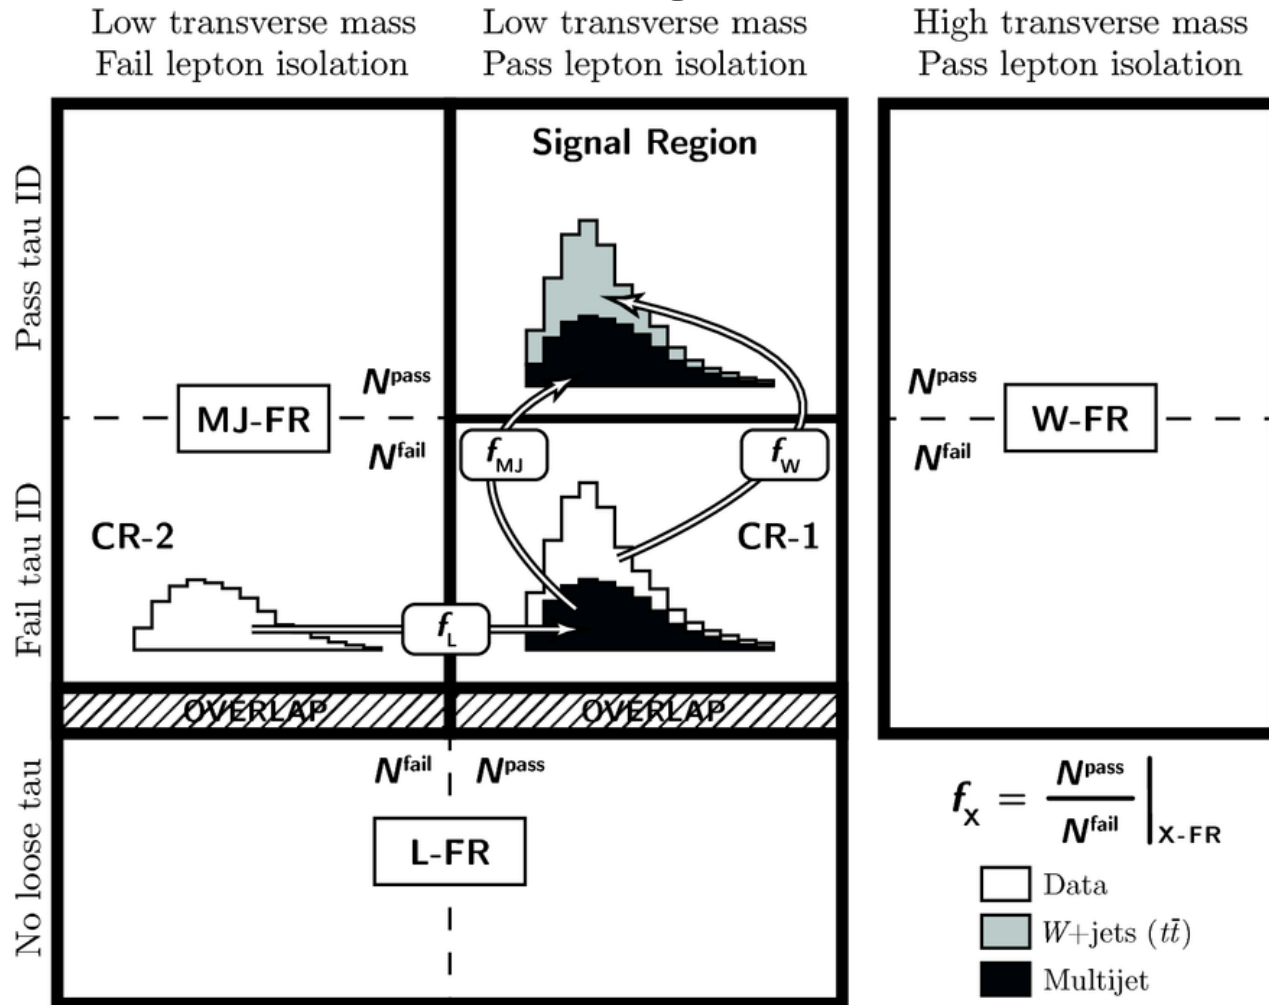 Low transverse mass
Fail lepton isolation
Low transverse mass
Pass lepton isolation
High transverse mass
Pass lepton isolation
Pass tau ID
Fail tau ID
No loose tau
Signal Region
MJ-FR
N^pass
N^fail
f_MJ
f_W
N^pass
N^fail
W-FR
CR-2
CR-1
f_L
OVERLAP
OVERLAP
N^fail
N^pass
L-FR
f_X = N^pass / N^fail |_X-FR
Data
W+jets (tt̄)
Multijet